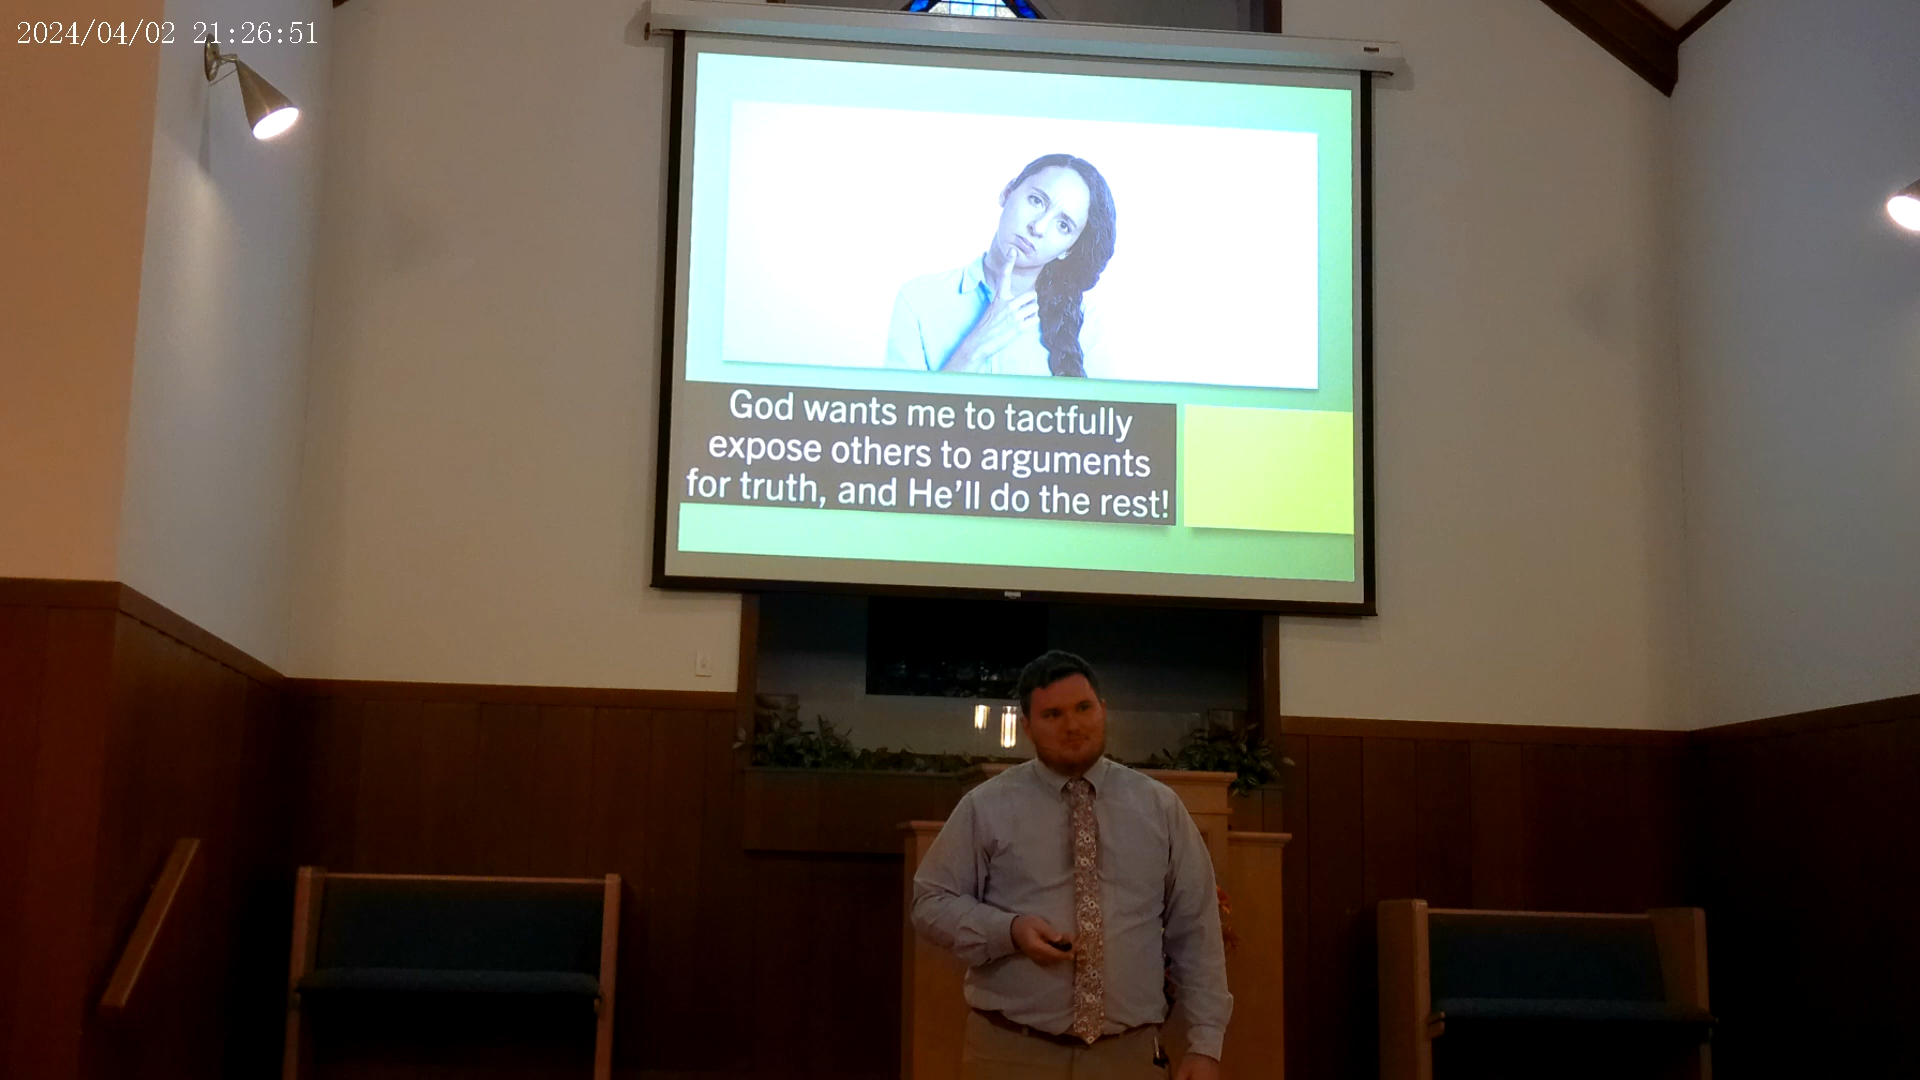 2024/04/02 21:26:51
God wants me to tactfully
expose others to arguments
for truth, and He'll do the rest!